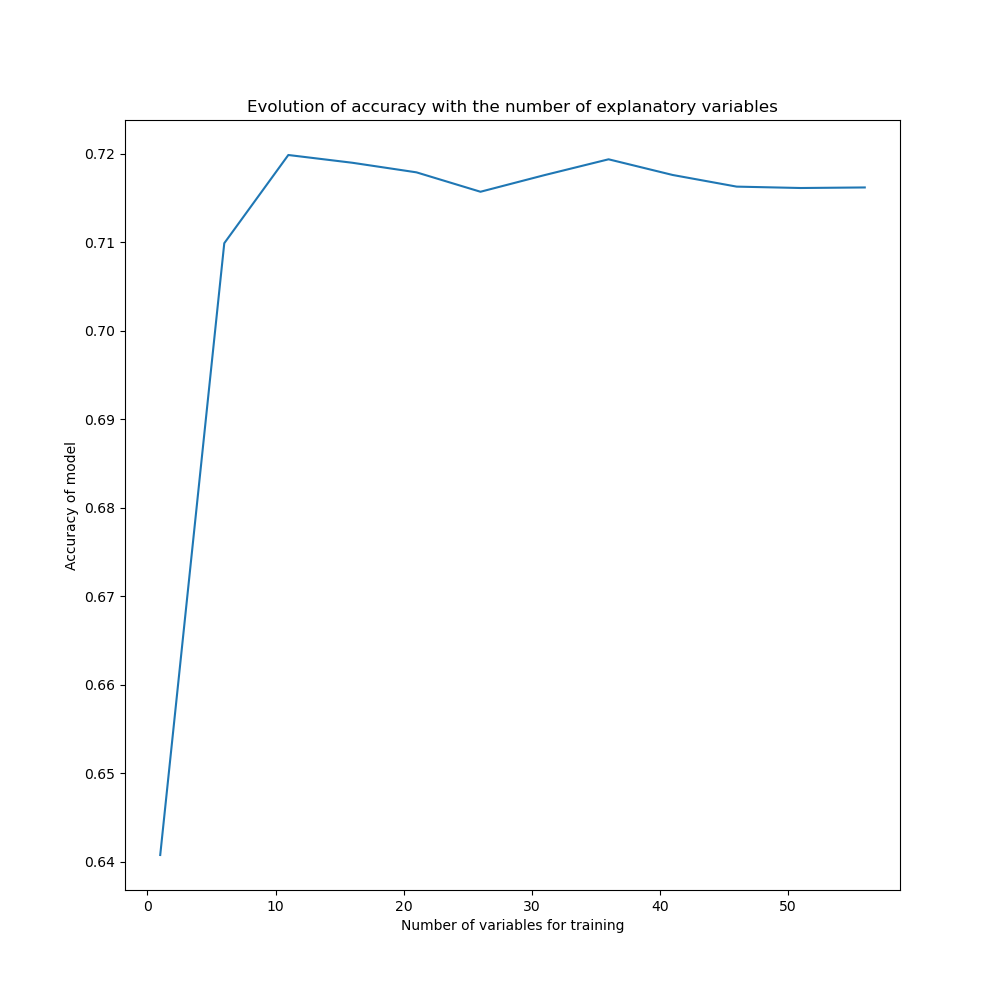 Evolution of accuracy with the number of explanatory variables
0.72
0.71
0.70
0.69
0.68
0.67
0.66
0.65
0.64
Accuracy of model
0 10 20 30 40 50
Number of variables for training